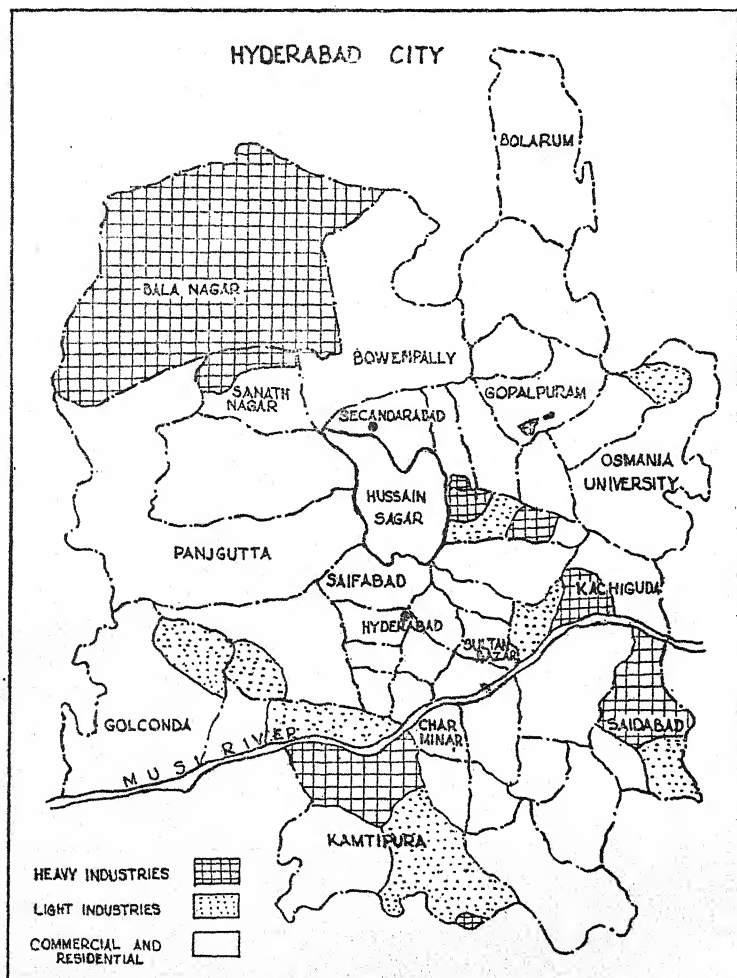 HYDERABAD CITY
BOLARUM
BALA NAGAR
BOWENPALLY
SANATH
NAGAR
SECANDARABAD
GOPALPURAM
OSMANIA
UNIVERSITY
HUSSAIN
SAGAR
PANJGUTTA
SAIFABAD
KACHIGUDA
HYDERABAD
SULTAN
BAZAR
GOLCONDA
CHAR
MINAR
SAIDABAD
MUSK RIVER
KAMTIPURA
HEAVY INDUSTRIES
LIGHT INDUSTRIES
COMMERCIAL AND
RESIDENTIAL